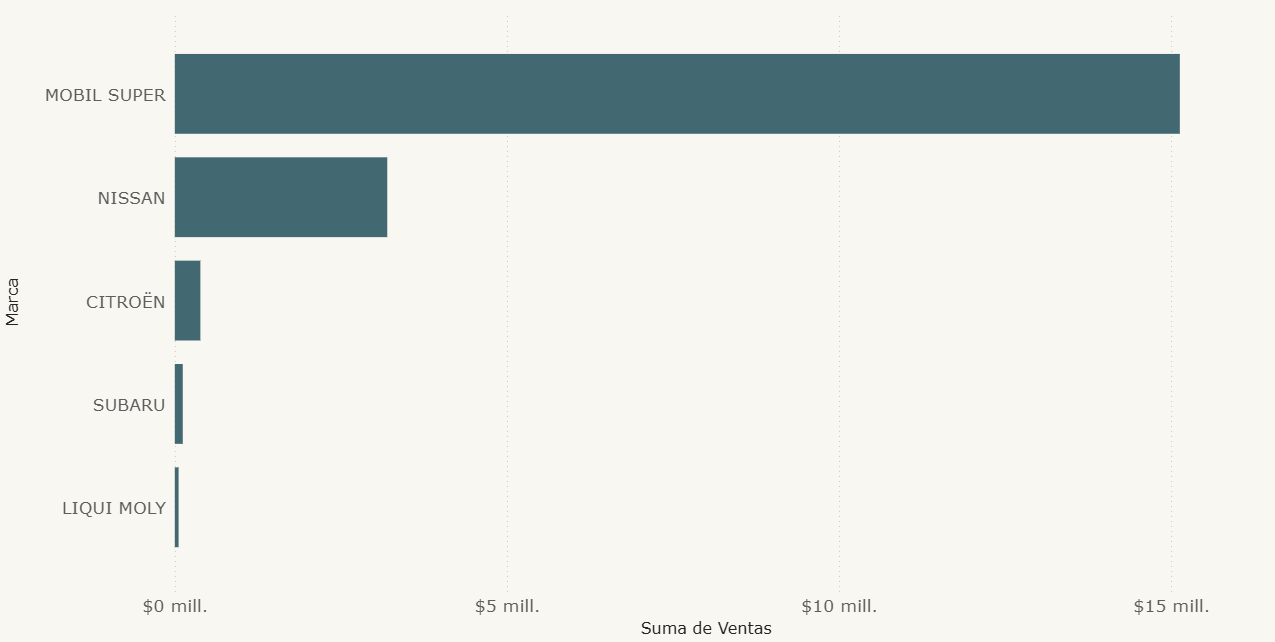 MOBIL SUPER
NISSAN
CITROËN
SUBARU
LIQUI MOLY
Marca
$0 mill.
$5 mill.
$10 mill.
$15 mill.
Suma de Ventas